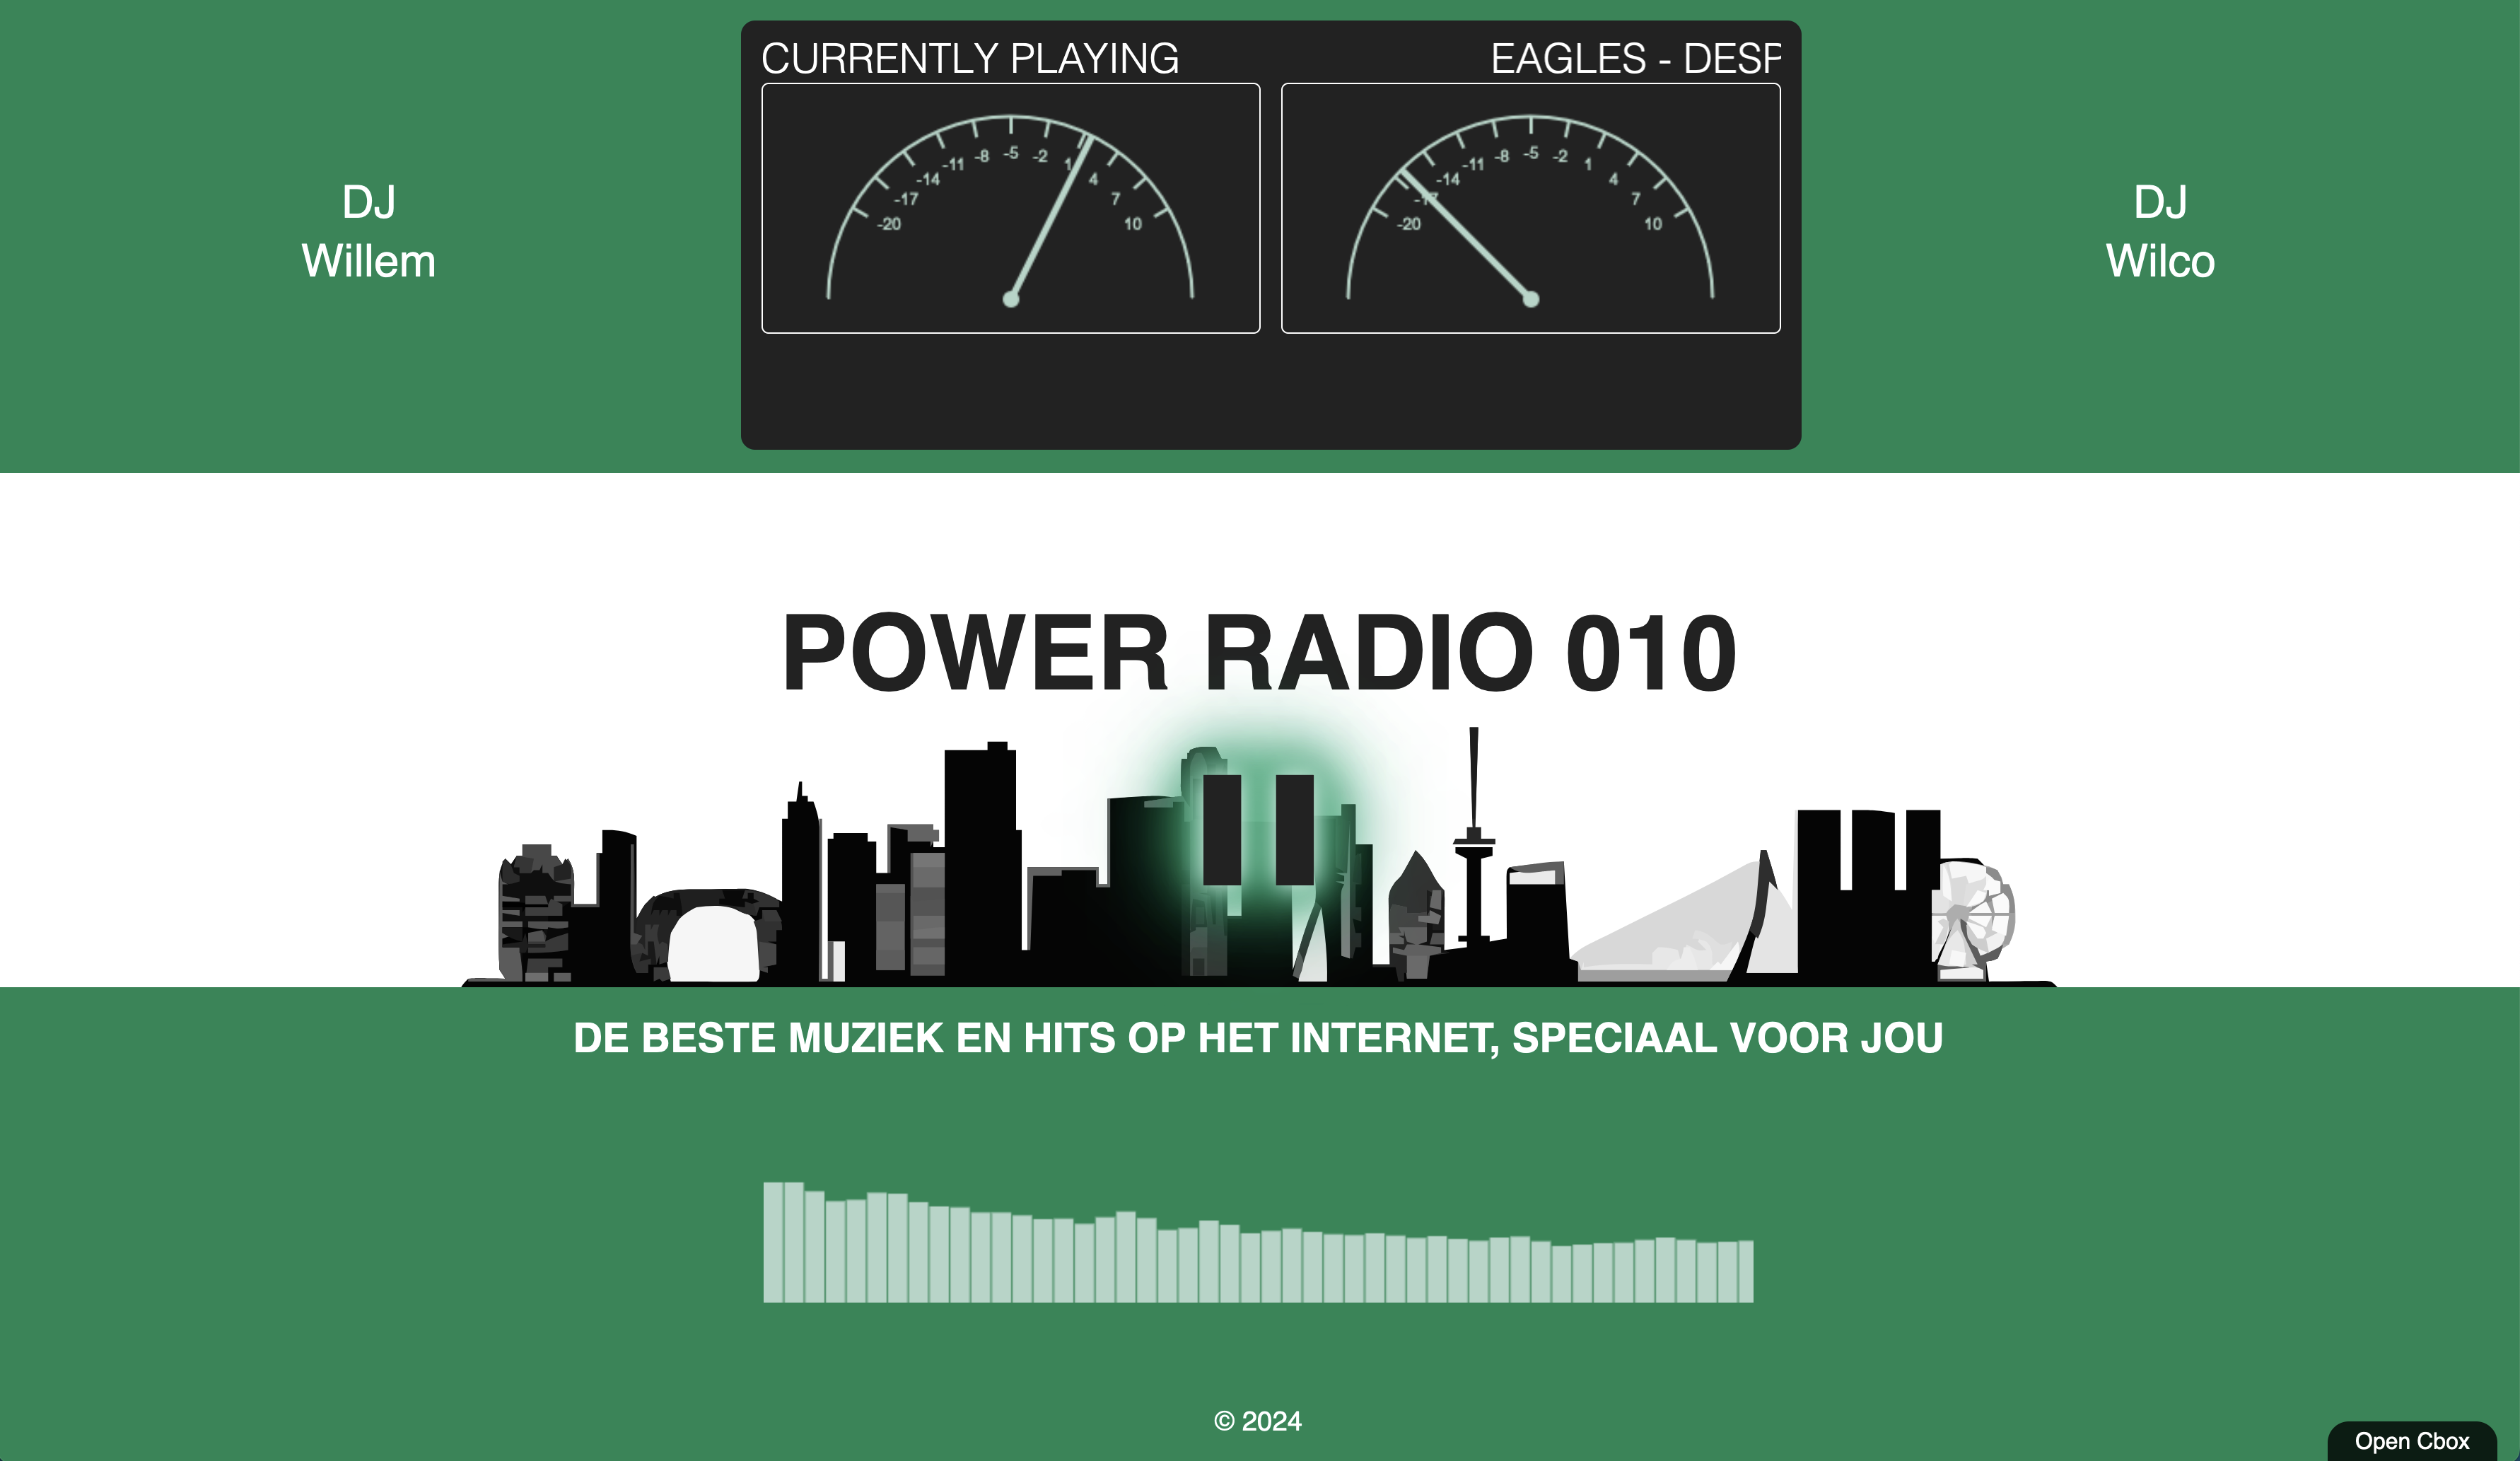 CURRENTLY PLAYING
EAGLES - DESP
-20 -17 -14 -11 -8 -5 -2 1 4 7 10
-20 -17 -14 -11 -8 -5 -2 1 4 7 10
DJ
Willem
DJ
Wilco
POWER RADIO 010
DE BESTE MUZIEK EN HITS OP HET INTERNET, SPECIAAL VOOR JOU
© 2024
Open Cbox